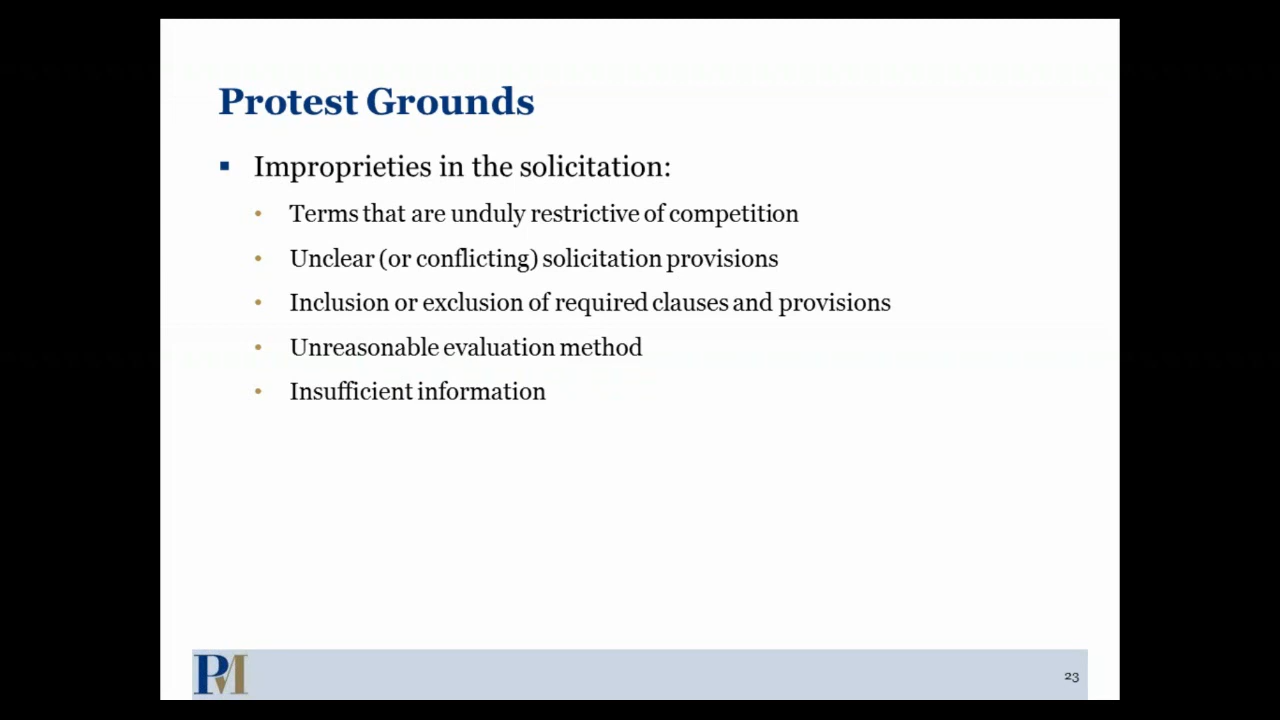 Protest Grounds
Improprieties in the solicitation:
Terms that are unduly restrictive of competition
Unclear (or conflicting) solicitation provisions
Inclusion or exclusion of required clauses and provisions
Unreasonable evaluation method
Insufficient information
PM
23